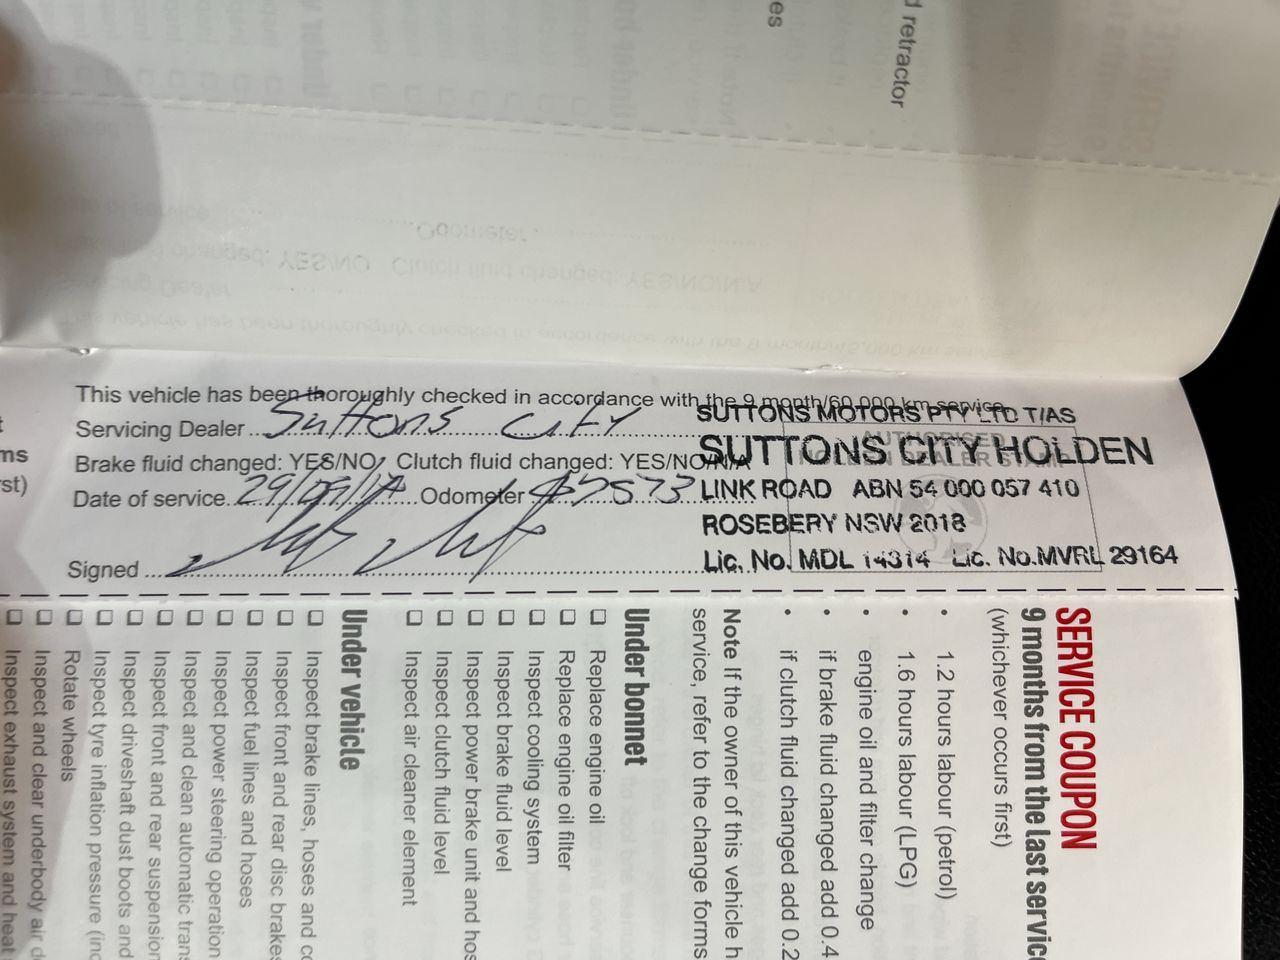 d retractor
es
This vehicle has been thoroughly checked in accordance with the 9 month/60,000 km service
Servicing Dealer Suttons City
Brake fluid changed: YES/NO Clutch fluid changed: YES/NO/N/A
Date of service 29/09/ Odometer
Signed
SUTTONS MOTORS PTY LTD T/AS
SUTTONS CITY HOLDEN
LINK ROAD ABN 54 000 057 410
ROSEBERY NSW 2018
Lic. No. MDL 14314 Lic. No.MVRL 29164
AUTHORISED
HOLDEN DEALER STAMP
ms
rst)
SERVICE COUPON
9 months from the last service
(whichever occurs first)
• 1.2 hours labour (petrol)
• 1.6 hours labour (LPG)
• engine oil and filter change
• if brake fluid changed add 0.4
• if clutch fluid changed add 0.2
Note If the owner of this vehicle h
service, refer to the change forms
Under bonnet
❑ Replace engine oil
❑ Replace engine oil filter
❑ Inspect cooling system
❑ Inspect brake fluid level
❑ Inspect power brake unit and hos
❑ Inspect clutch fluid level
❑ Inspect air cleaner element
Under vehicle
❑ Inspect brake lines, hoses and co
❑ Inspect front and rear disc brakes
❑ Inspect fuel lines and hoses
❑ Inspect power steering operation
❑ Inspect and clean automatic trans
❑ Inspect front and rear suspension
❑ Inspect driveshaft dust boots and
❑ Inspect tyre inflation pressure (inc
❑ Rotate wheels
❑ Inspect and clear underbody air d
❑ Inspect exhaust system and heat